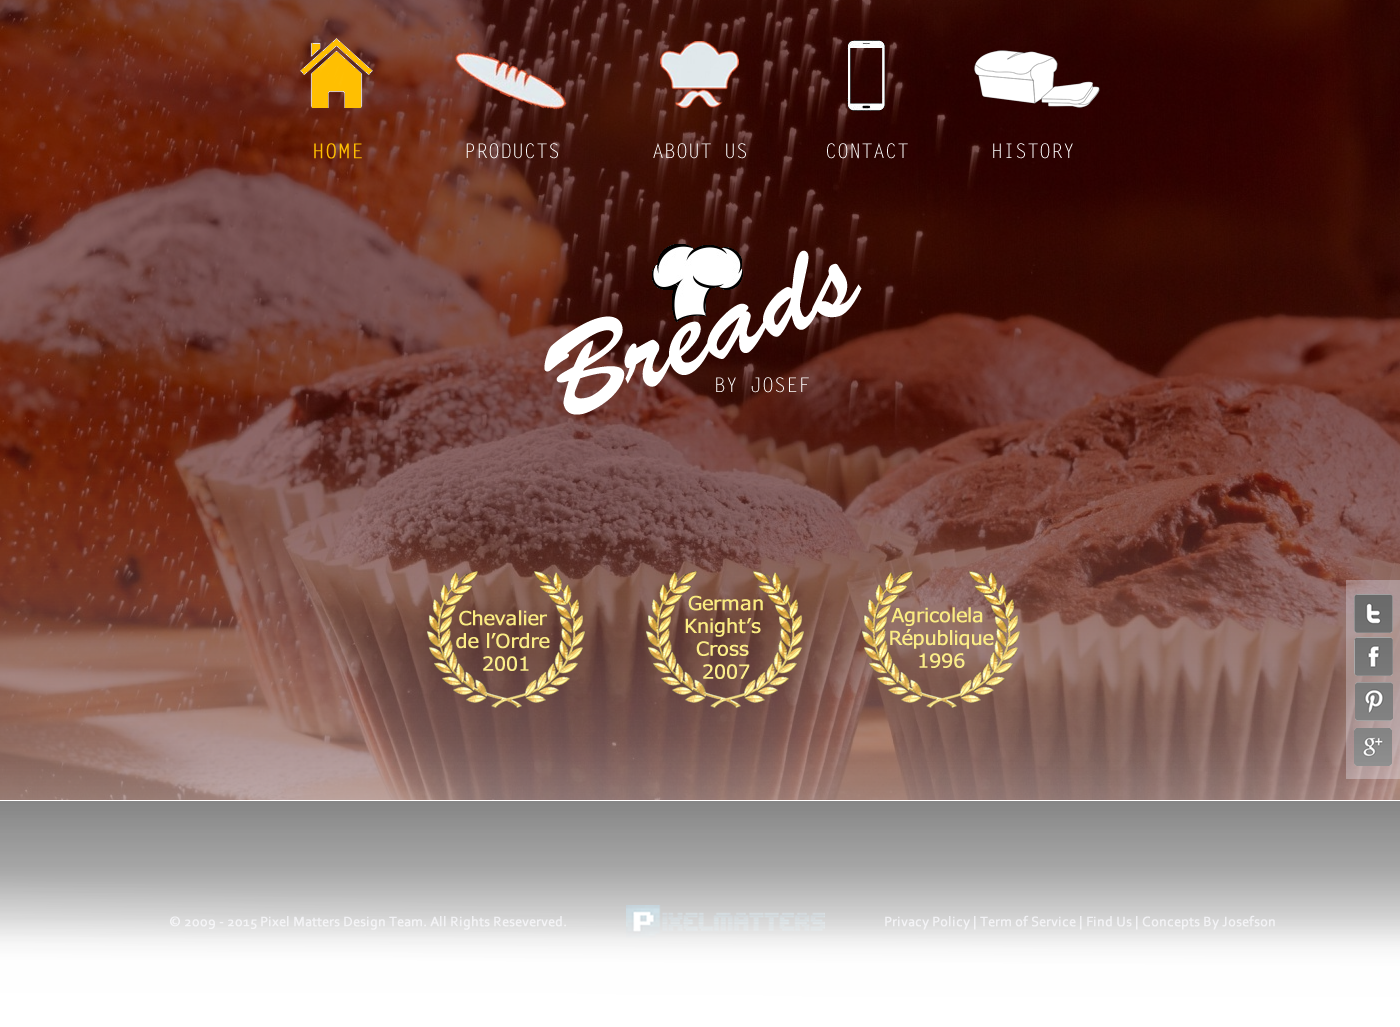 HOME
PRODUCTS
ABOUT US
CONTACT
HISTORY
Breads
BY JOSEF
Chevalier
de l’Ordre
2001
German
Knight’s
Cross
2007
Agricolela
République
1996
t
f
p
g+
© 2009 - 2015 Pixel Matters Design Team. All Rights Reseverved.
PIXELMATTERS
Privacy Policy | Term of Service | Find Us | Concepts By Josefson